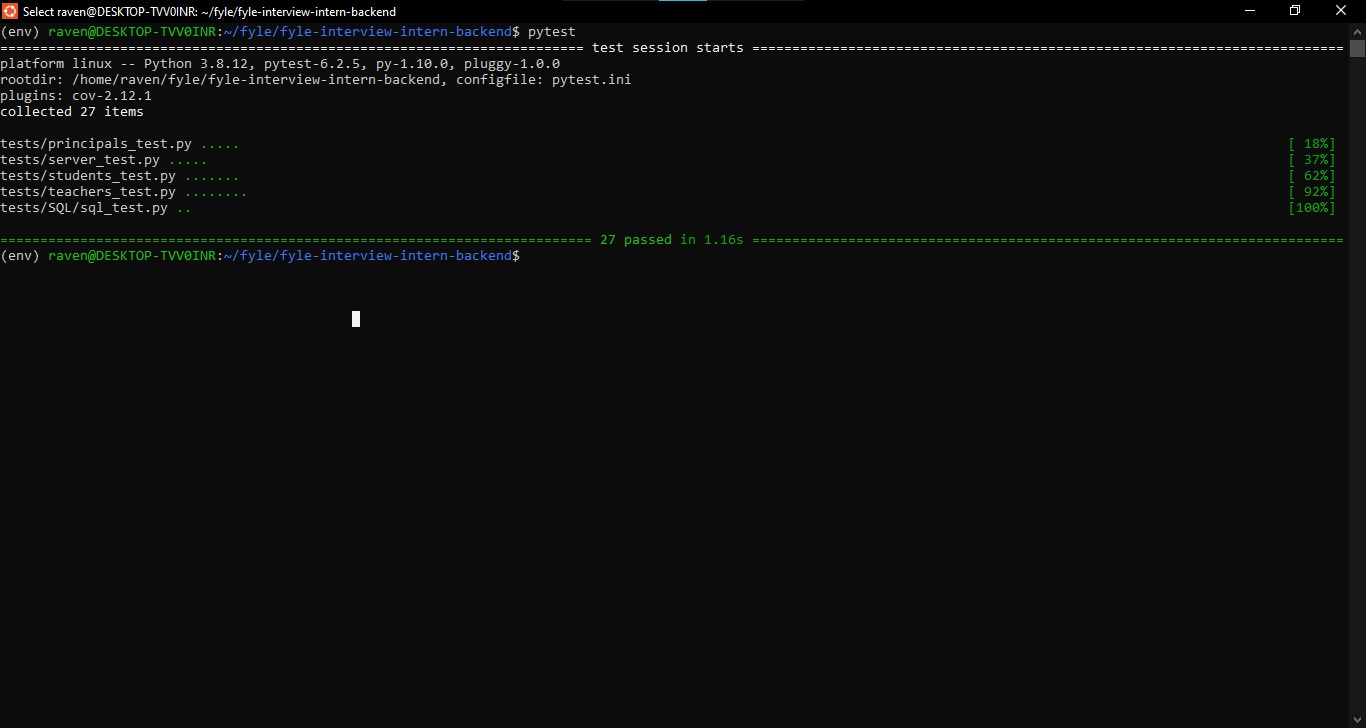 Select raven@DESKTOP-TVV0INR: ~/fyle/fyle-interview-intern-backend
(env) raven@DESKTOP-TVV0INR:~/fyle/fyle-interview-intern-backend$ pytest
========================================================================= test session starts ==========================================================================
platform linux -- Python 3.8.12, pytest-6.2.5, py-1.10.0, pluggy-1.0.0
rootdir: /home/raven/fyle/fyle-interview-intern-backend, configfile: pytest.ini
plugins: cov-2.12.1
collected 27 items
tests/principals_test.py ..... [ 18%]
tests/server_test.py ..... [ 37%]
tests/students_test.py ....... [ 62%]
tests/teachers_test.py ........ [ 92%]
tests/SQL/sql_test.py .. [100%]
========================================================================== 27 passed in 1.16s ==========================================================================
(env) raven@DESKTOP-TVV0INR:~/fyle/fyle-interview-intern-backend$